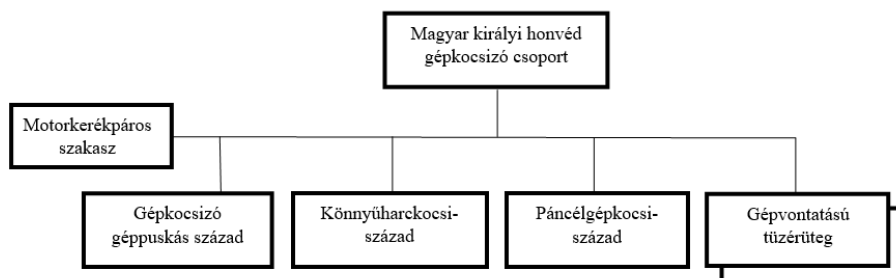 Magyar királyi honvéd
gépkocsizó csoport
Motorkerékpáros
szakasz
Gépkocsizó
géppuskás század
Könnyűharckocsi-
század
Páncélgépkocsi-
század
Gépvontatású
tüzérüteg